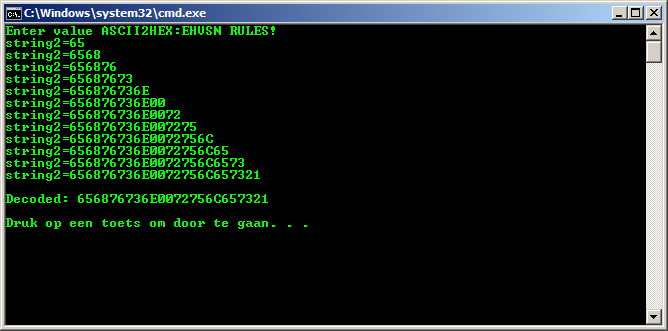 C:\Windows\system32\cmd.exe
Enter value ASCII2HEX:EHVSN RULES!
string2=65
string2=6568
string2=656876
string2=65687673
string2=656876736E
string2=656876736E00
string2=656876736E0072
string2=656876736E007275
string2=656876736E0072756C
string2=656876736E0072756C65
string2=656876736E0072756C6573
string2=656876736E0072756C657321
Decoded: 656876736E0072756C657321
Druk op een toets om door te gaan. . .